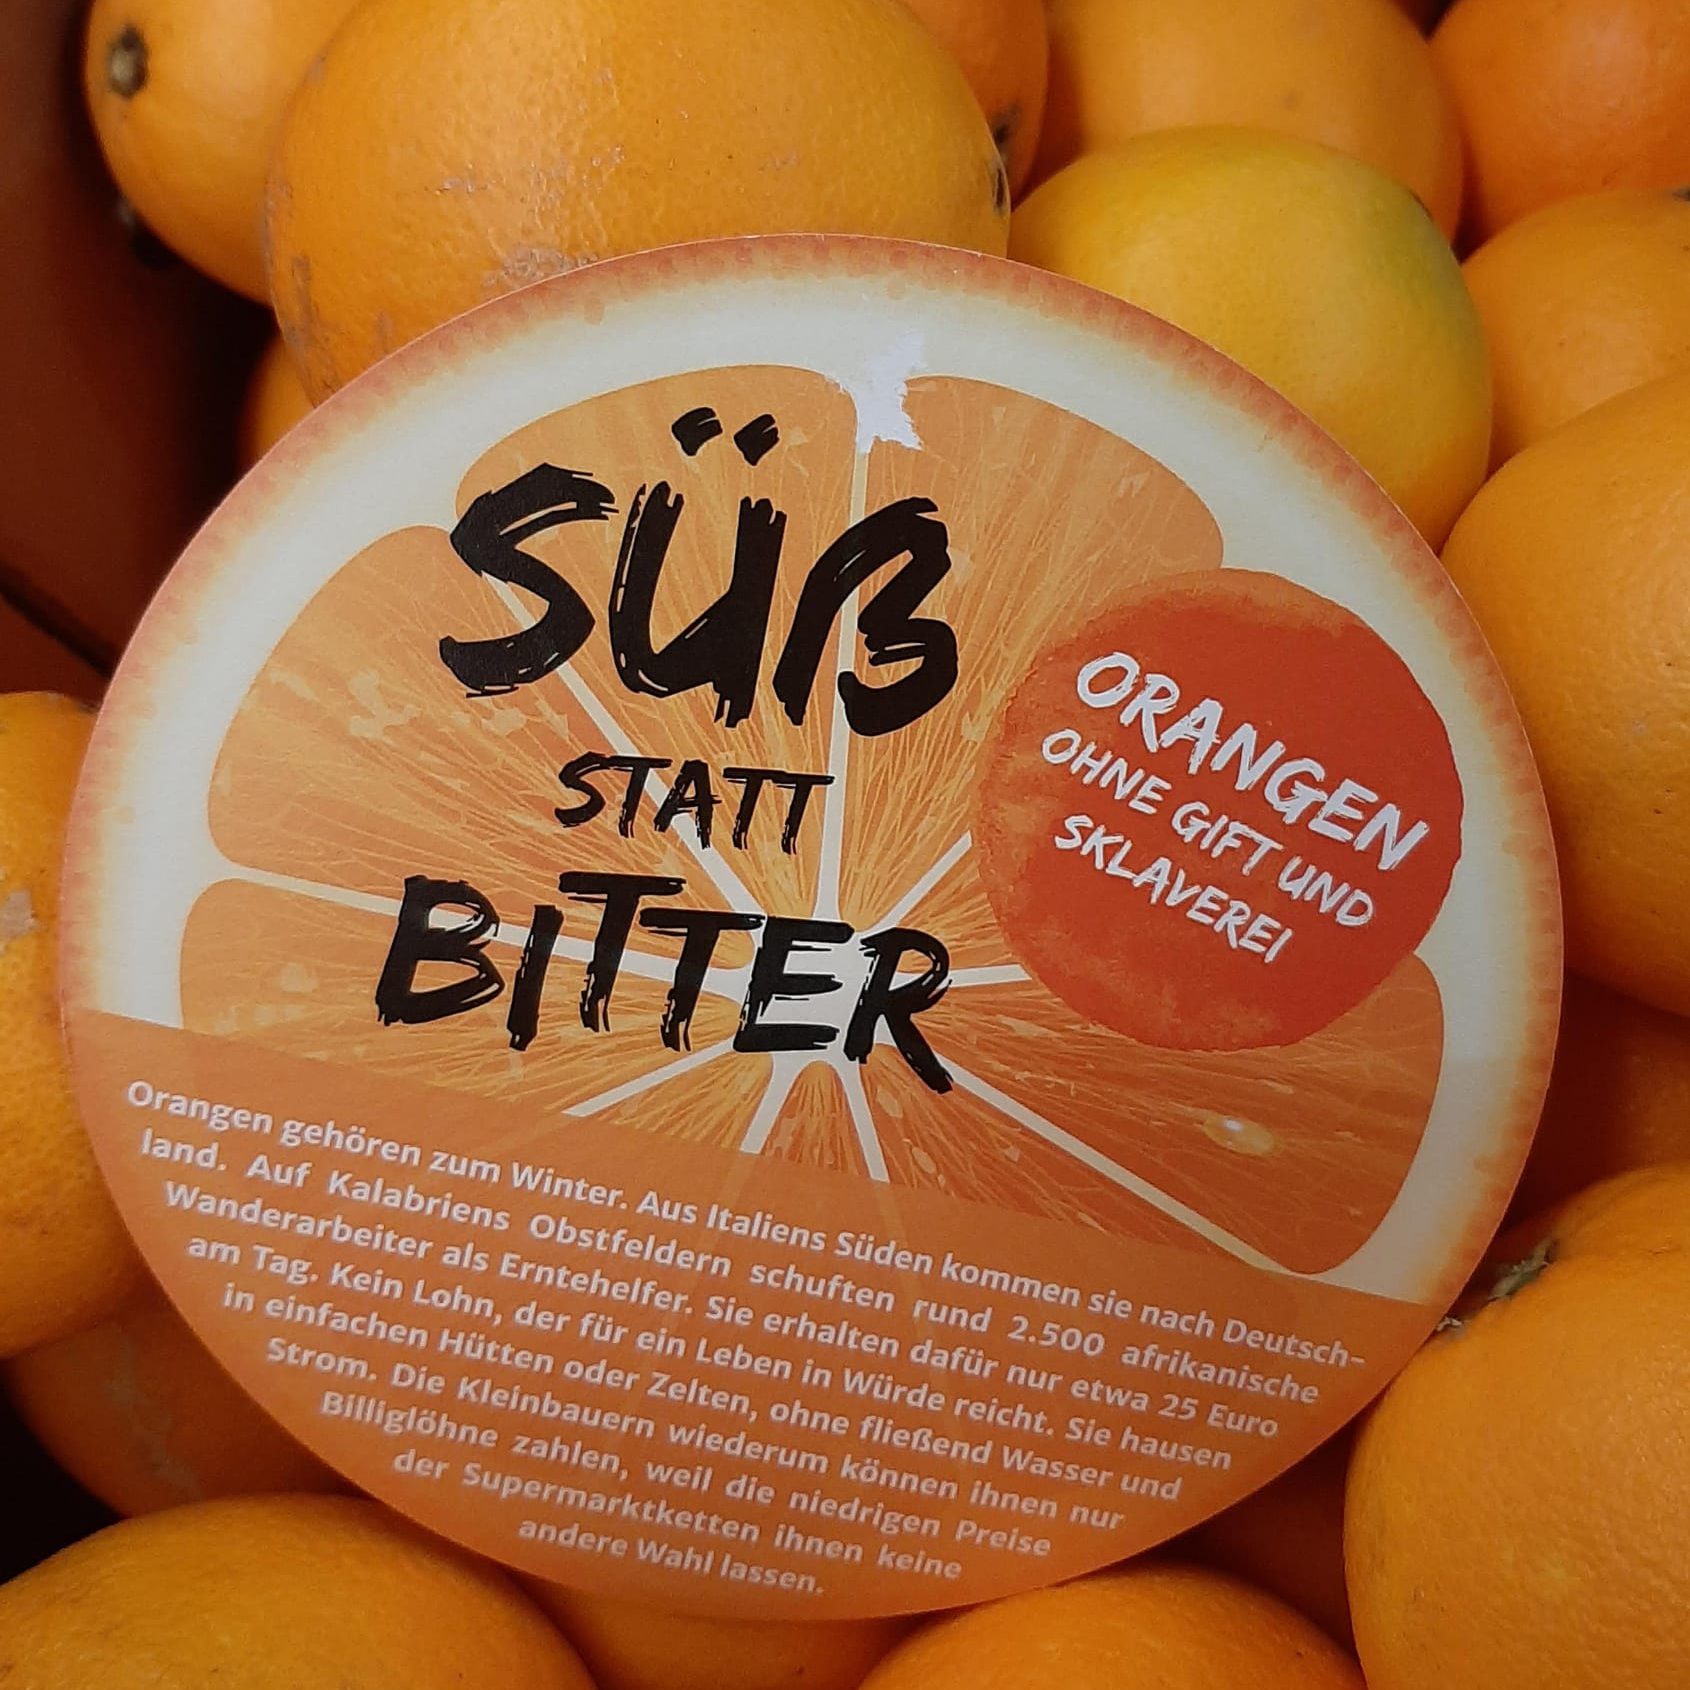 SÜß
STATT
BITTER
ORANGEN
OHNE GIFT UND
SKLAVEREI
Orangen gehören zum Winter. Aus Italiens Süden kommen sie nach Deutsch-
land. Auf Kalabriens Obstfeldern schuften rund 2.500 afrikanische
Wanderarbeiter als Erntehelfer. Sie erhalten dafür nur etwa 25 Euro
am Tag. Kein Lohn, der für ein Leben in Würde reicht. Sie hausen
in einfachen Hütten oder Zelten, ohne fließend Wasser und
Strom. Die Kleinbauern wiederum können ihnen nur
Billiglöhne zahlen, weil die niedrigen Preise
der Supermarktketten ihnen keine
andere Wahl lassen.